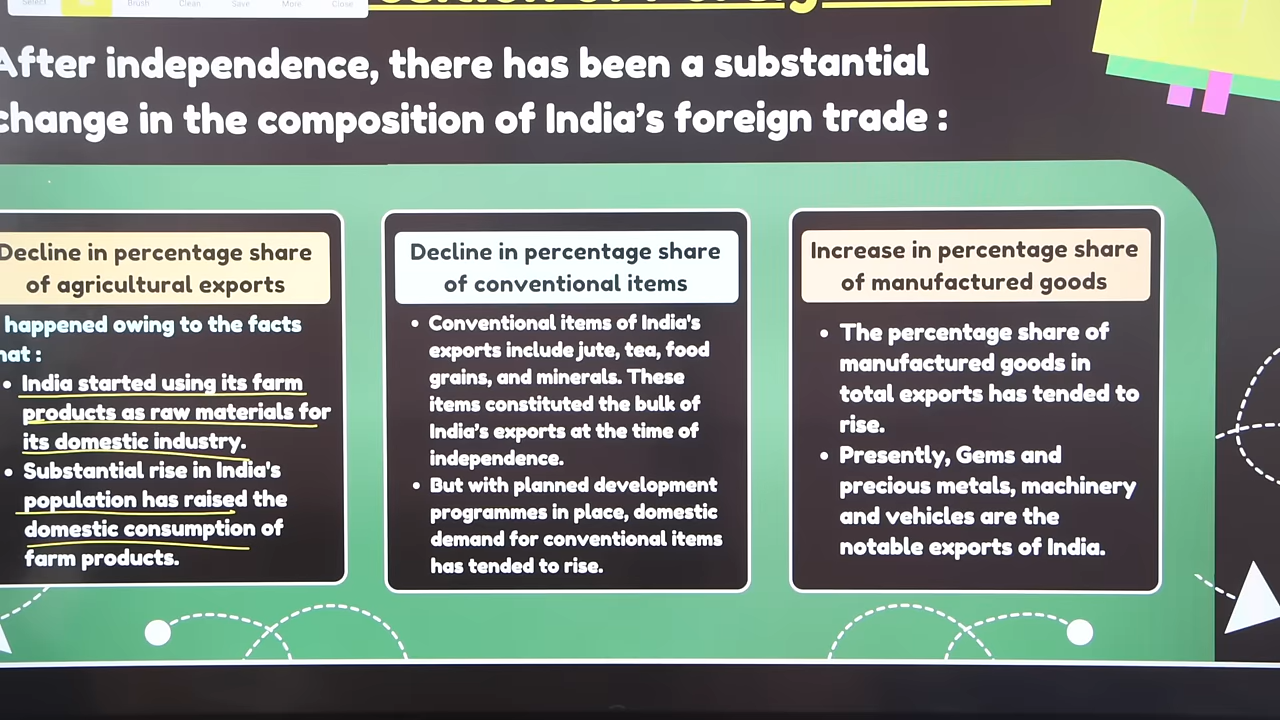 Select Brush Clean Save More Close
After independence, there has been a substantial
change in the composition of India's foreign trade :
Decline in percentage share
of agricultural exports
happened owing to the facts
• India started using its farm
products as raw materials for
its domestic industry.
• Substantial rise in India's
population has raised the
domestic consumption of
farm products.
Decline in percentage share
of conventional items
• Conventional items of India's
exports include jute, tea, food
grains, and minerals. These
items constituted the bulk of
India's exports at the time of
independence.
• But with planned development
programmes in place, domestic
demand for conventional items
has tended to rise.
Increase in percentage share
of manufactured goods
• The percentage share of
manufactured goods in
total exports has tended to
rise.
• Presently, Gems and
precious metals, machinery
and vehicles are the
notable exports of India.